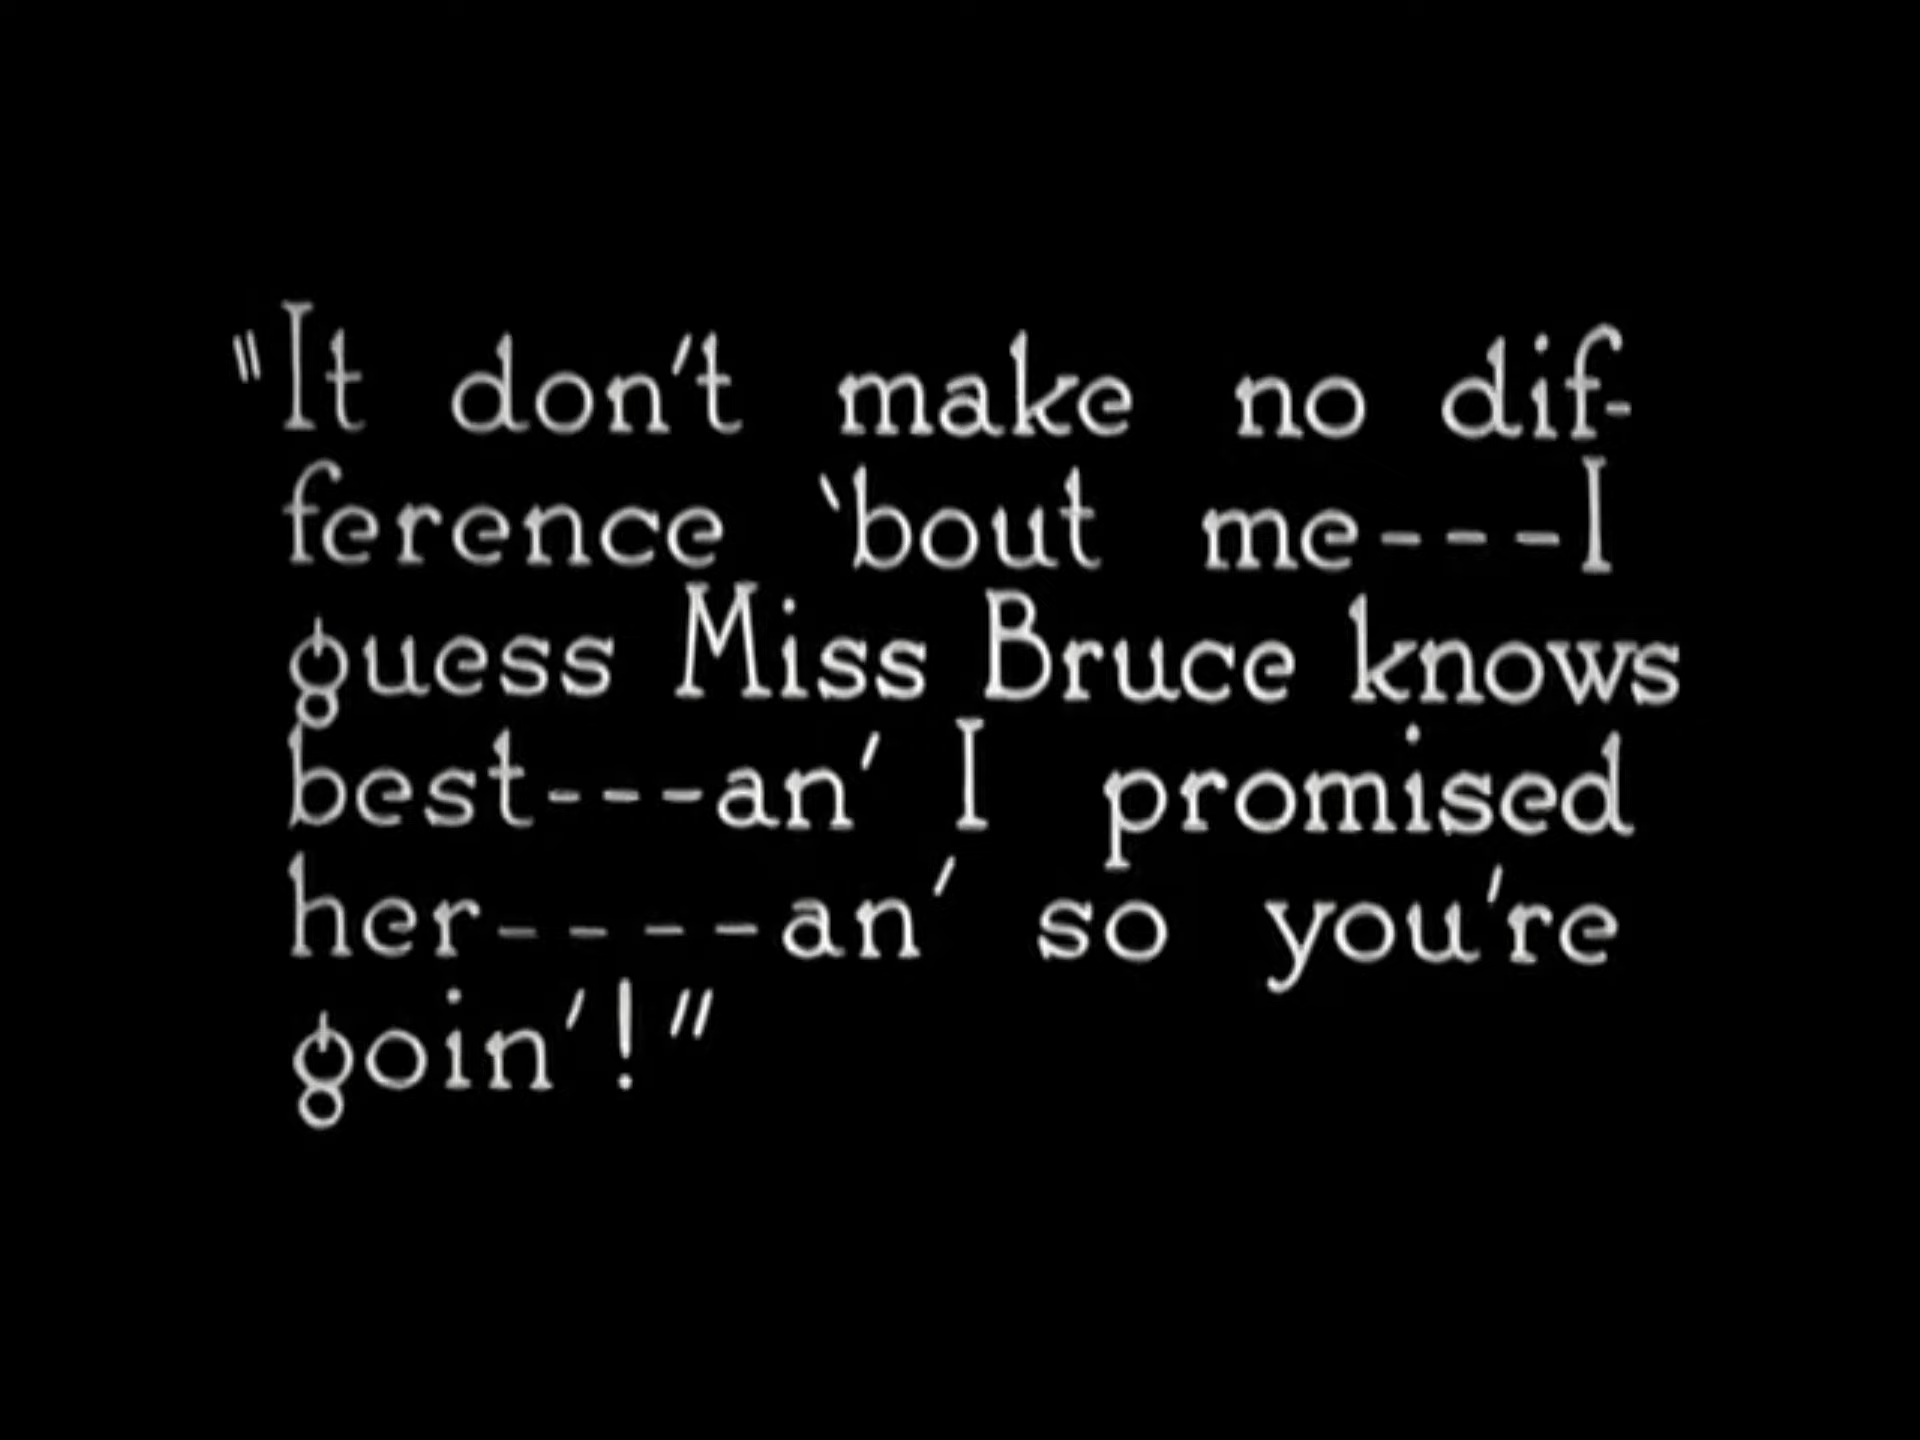 "It don't make no dif-
ference 'bout me---I
guess Miss Bruce knows
best---an' I promised
her----an' so you're
goin'!"